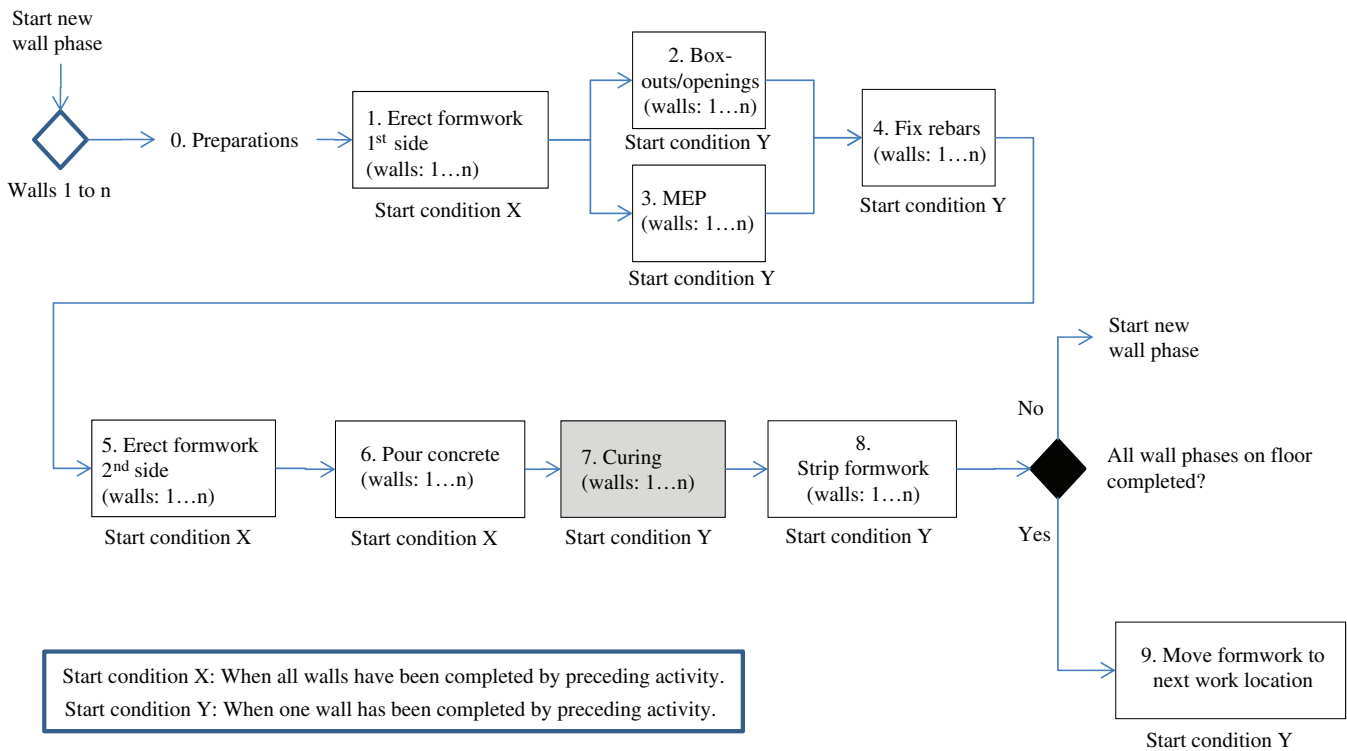 Start new
wall phase
Walls 1 to n
0. Preparations
1. Erect formwork
1st side
(walls: 1…n)
Start condition X
2. Box-
outs/openings
(walls: 1…n)
Start condition Y
3. MEP
(walls: 1…n)
Start condition Y
4. Fix rebars
(walls: 1…n)
Start condition Y
5. Erect formwork
2nd side
(walls: 1…n)
Start condition X
6. Pour concrete
(walls: 1…n)
Start condition X
7. Curing
(walls: 1…n)
Start condition Y
8.
Strip formwork
(walls: 1…n)
Start condition Y
No
Start new
wall phase
All wall phases on floor
completed?
Yes
9. Move formwork to
next work location
Start condition Y
Start condition X: When all walls have been completed by preceding activity.
Start condition Y: When one wall has been completed by preceding activity.